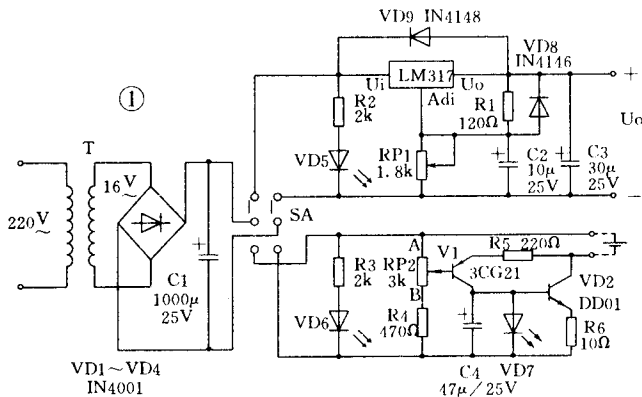 VD9 IN4148
VD8
IN4146
①
Ui
LM317
Uo
Adj
R1
120Ω
R2
2k
VD5
RP1
1.8k
C2
10μ
25V
C3
30μ
25V
+
Uo
−
T
16V
~
220V
~
SA
C1
1000μ
25V
VD1～VD4
IN4001
A
RP2
3k
B
R3
2k
VD6
R4
470Ω
V1
3CG21
R5 220Ω
VD2
DD01
R6
10Ω
C4
47μ/25V
VD7